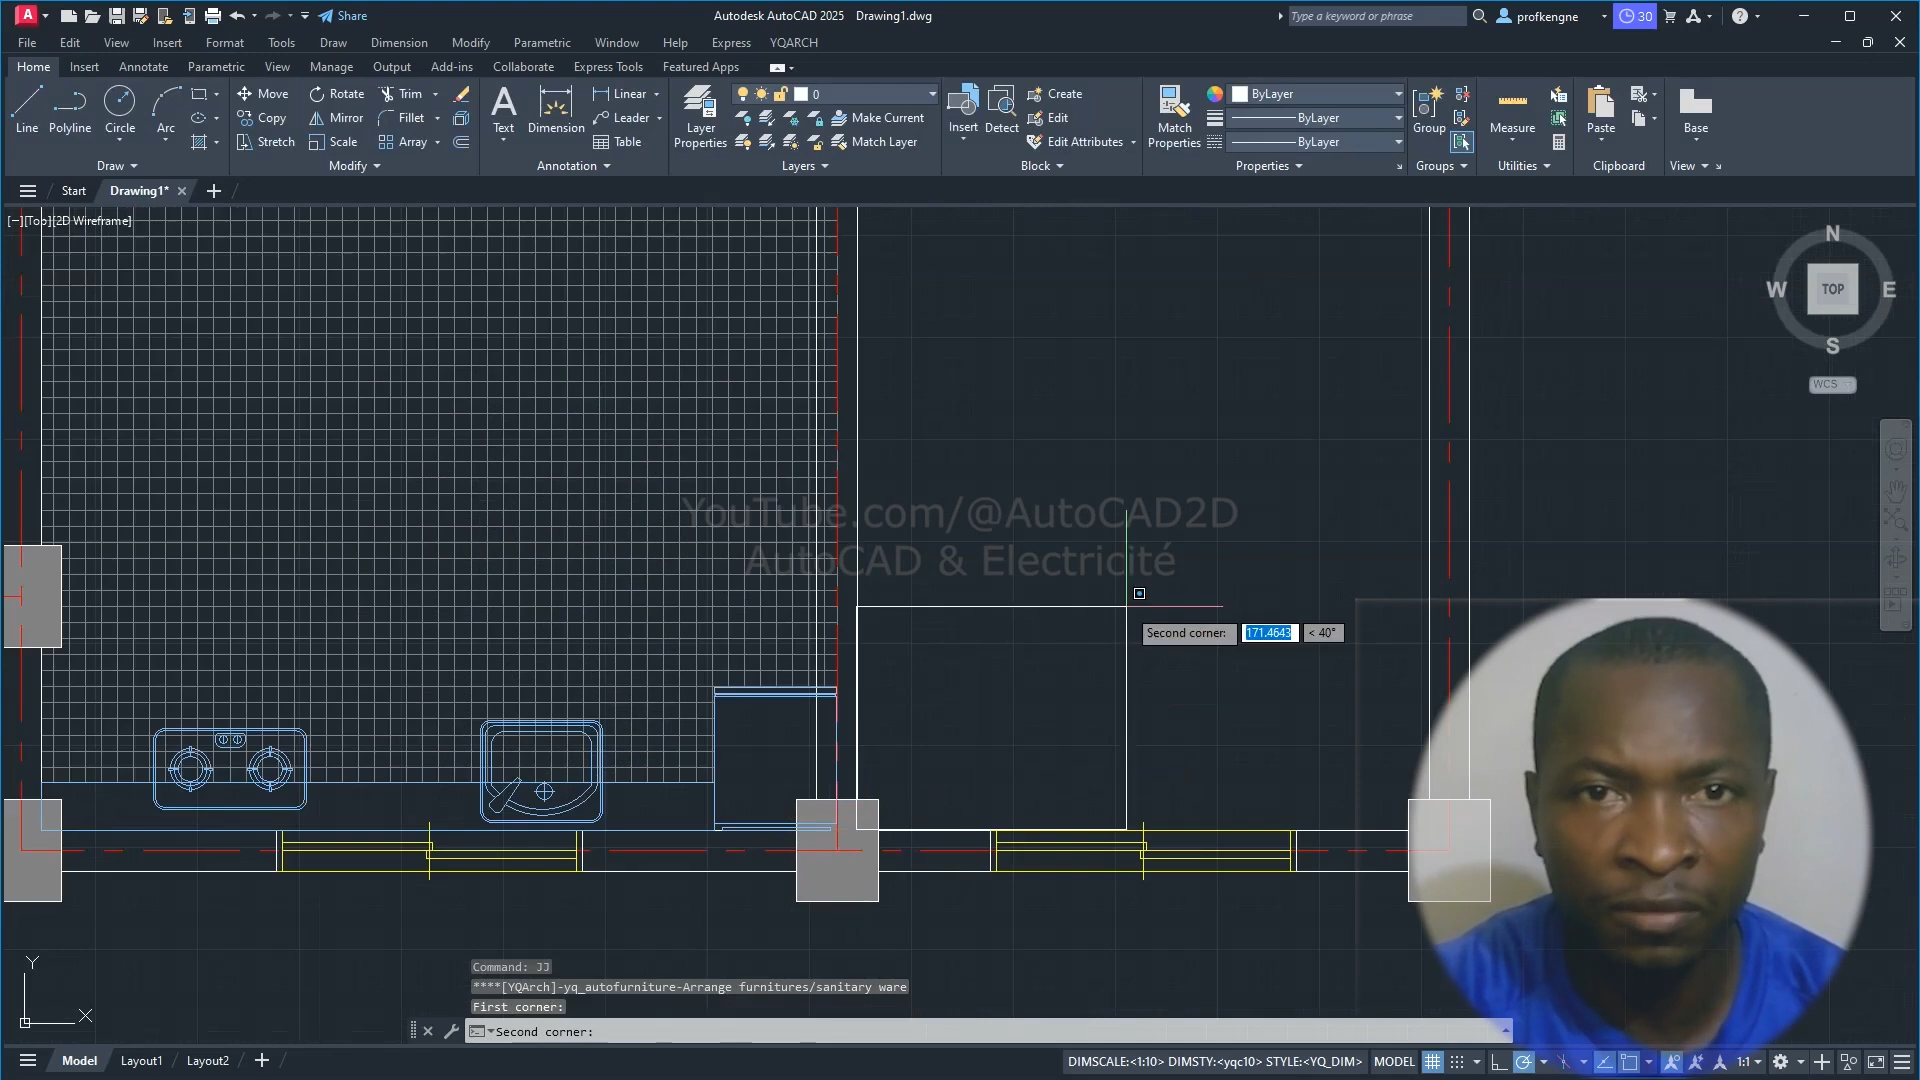 Share
Autodesk AutoCAD 2025 Drawing1.dwg
Type a keyword or phrase
profkengne
30
File Edit View Insert Format Tools Draw Dimension Modify Parametric Window Help Express YQARCH
Home Insert Annotate Parametric View Manage Output Add-ins Collaborate Express Tools Featured Apps
Line
Polyline
Circle
Arc
Move
Rotate
Trim
Copy
Mirror
Fillet
Stretch
Scale
Array
Text
Dimension
Linear
Leader
Table
Layer Properties
0
Make Current
Match Layer
Insert
Detect
Create
Edit
Edit Attributes
Match Properties
ByLayer
ByLayer
ByLayer
Group
Measure
Paste
Base
Draw Modify Annotation Layers Block Properties Groups Utilities Clipboard View
Start Drawing1*
[−][Top][2D Wireframe]
N
W TOP E
S
WCS
YouTube.com/@AutoCAD2D
AutoCAD & Electricité
Second corner: 171.4643 < 40°
Y
X
Command: JJ
****[YQArch]-yq_autofurniture-Arrange furnitures/sanitary ware
First corner:
Second corner:
Model Layout1 Layout2
DIMSCALE:<1:10> DIMSTY:<yqc10> STYLE:<YQ_DIM> MODEL 1:1